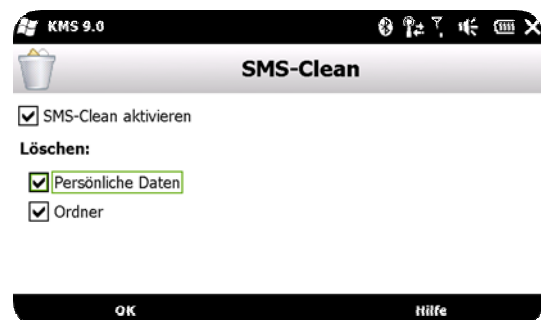 KMS 9.0
SMS-Clean
SMS-Clean aktivieren
Löschen:
Persönliche Daten
Ordner
OK Hilfe